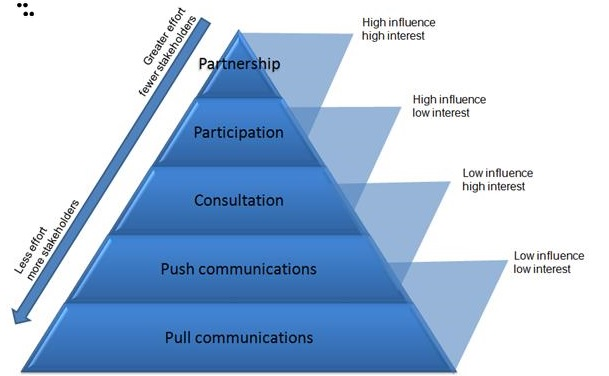 Greater effort
fewer stakeholders
High influence
high interest
Partnership
High influence
low interest
Participation
Low influence
high interest
Consultation
Less effort
more stakeholders
Low influence
low interest
Push communications
Pull communications